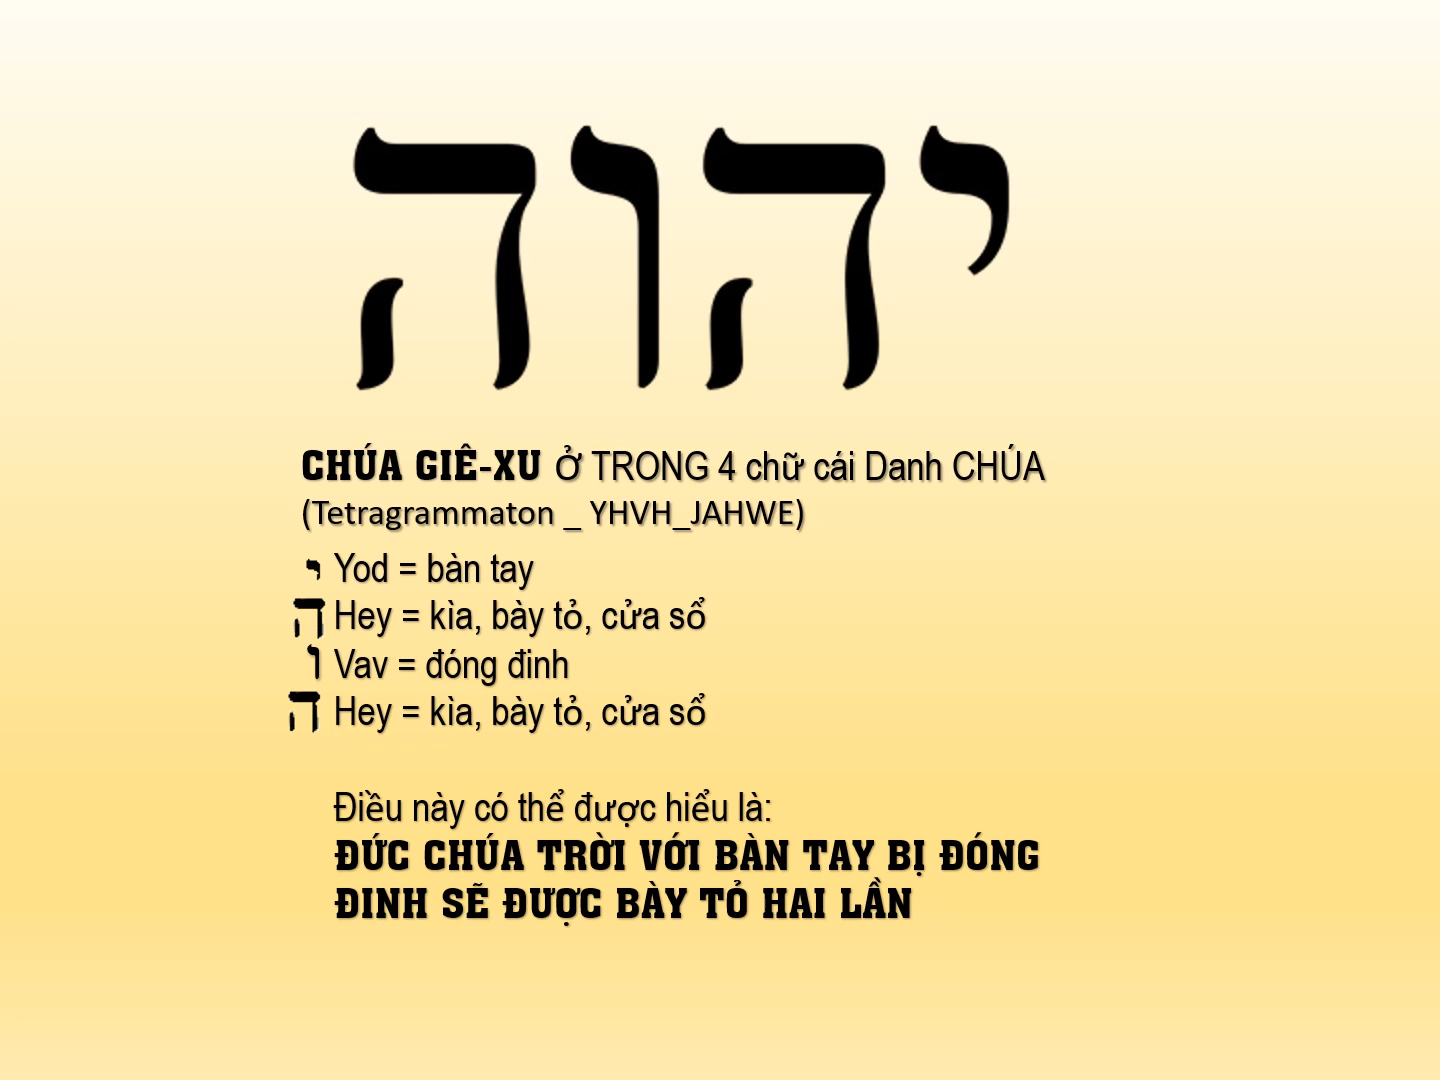 יהוה
CHÚA GIÊ-XU Ở TRONG 4 chữ cái Danh CHÚA
(Tetragrammaton _ YHVH_JAHWE)
י Yod = bàn tay
ה Hey = kìa, bày tỏ, cửa sổ
ו Vav = đóng đinh
ה Hey = kìa, bày tỏ, cửa sổ
Điều này có thể được hiểu là:
ĐỨC CHÚA TRỜI VỚI BÀN TAY BỊ ĐÓNG
ĐINH SẼ ĐƯỢC BÀY TỎ HAI LẦN